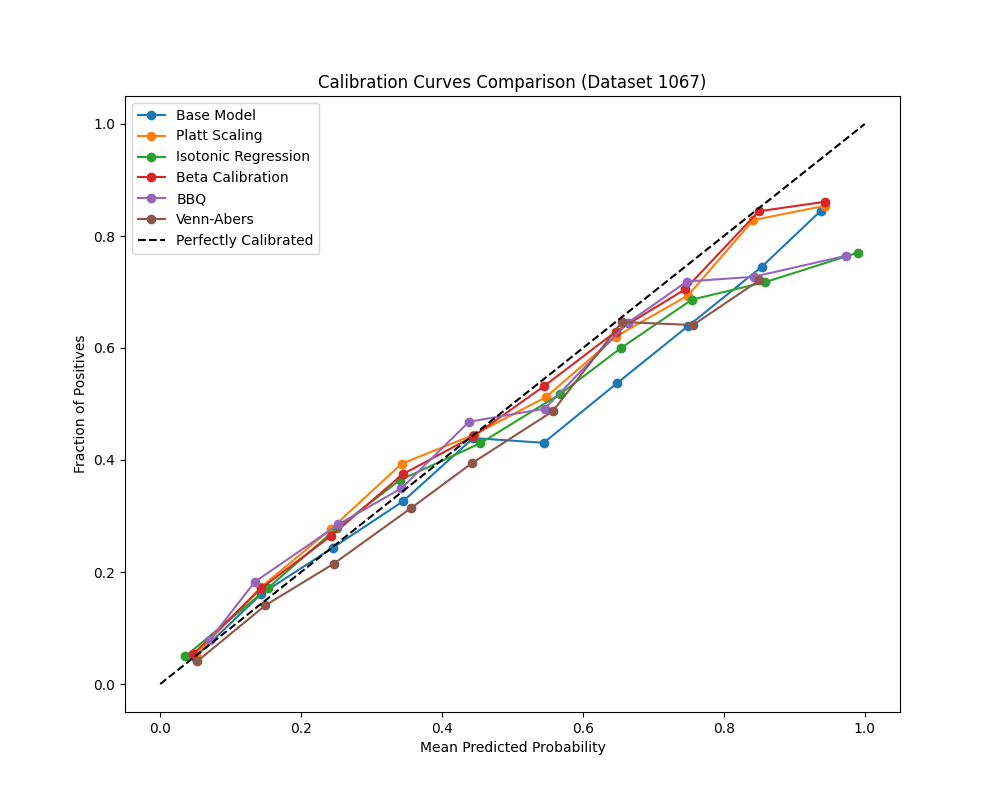 Calibration Curves Comparison (Dataset 1067)
Base Model
Platt Scaling
Isotonic Regression
Beta Calibration
BBQ
Venn-Abers
Perfectly Calibrated
1.0
0.8
0.6
0.4
0.2
0.0
Fraction of Positives
0.0 0.2 0.4 0.6 0.8 1.0
Mean Predicted Probability